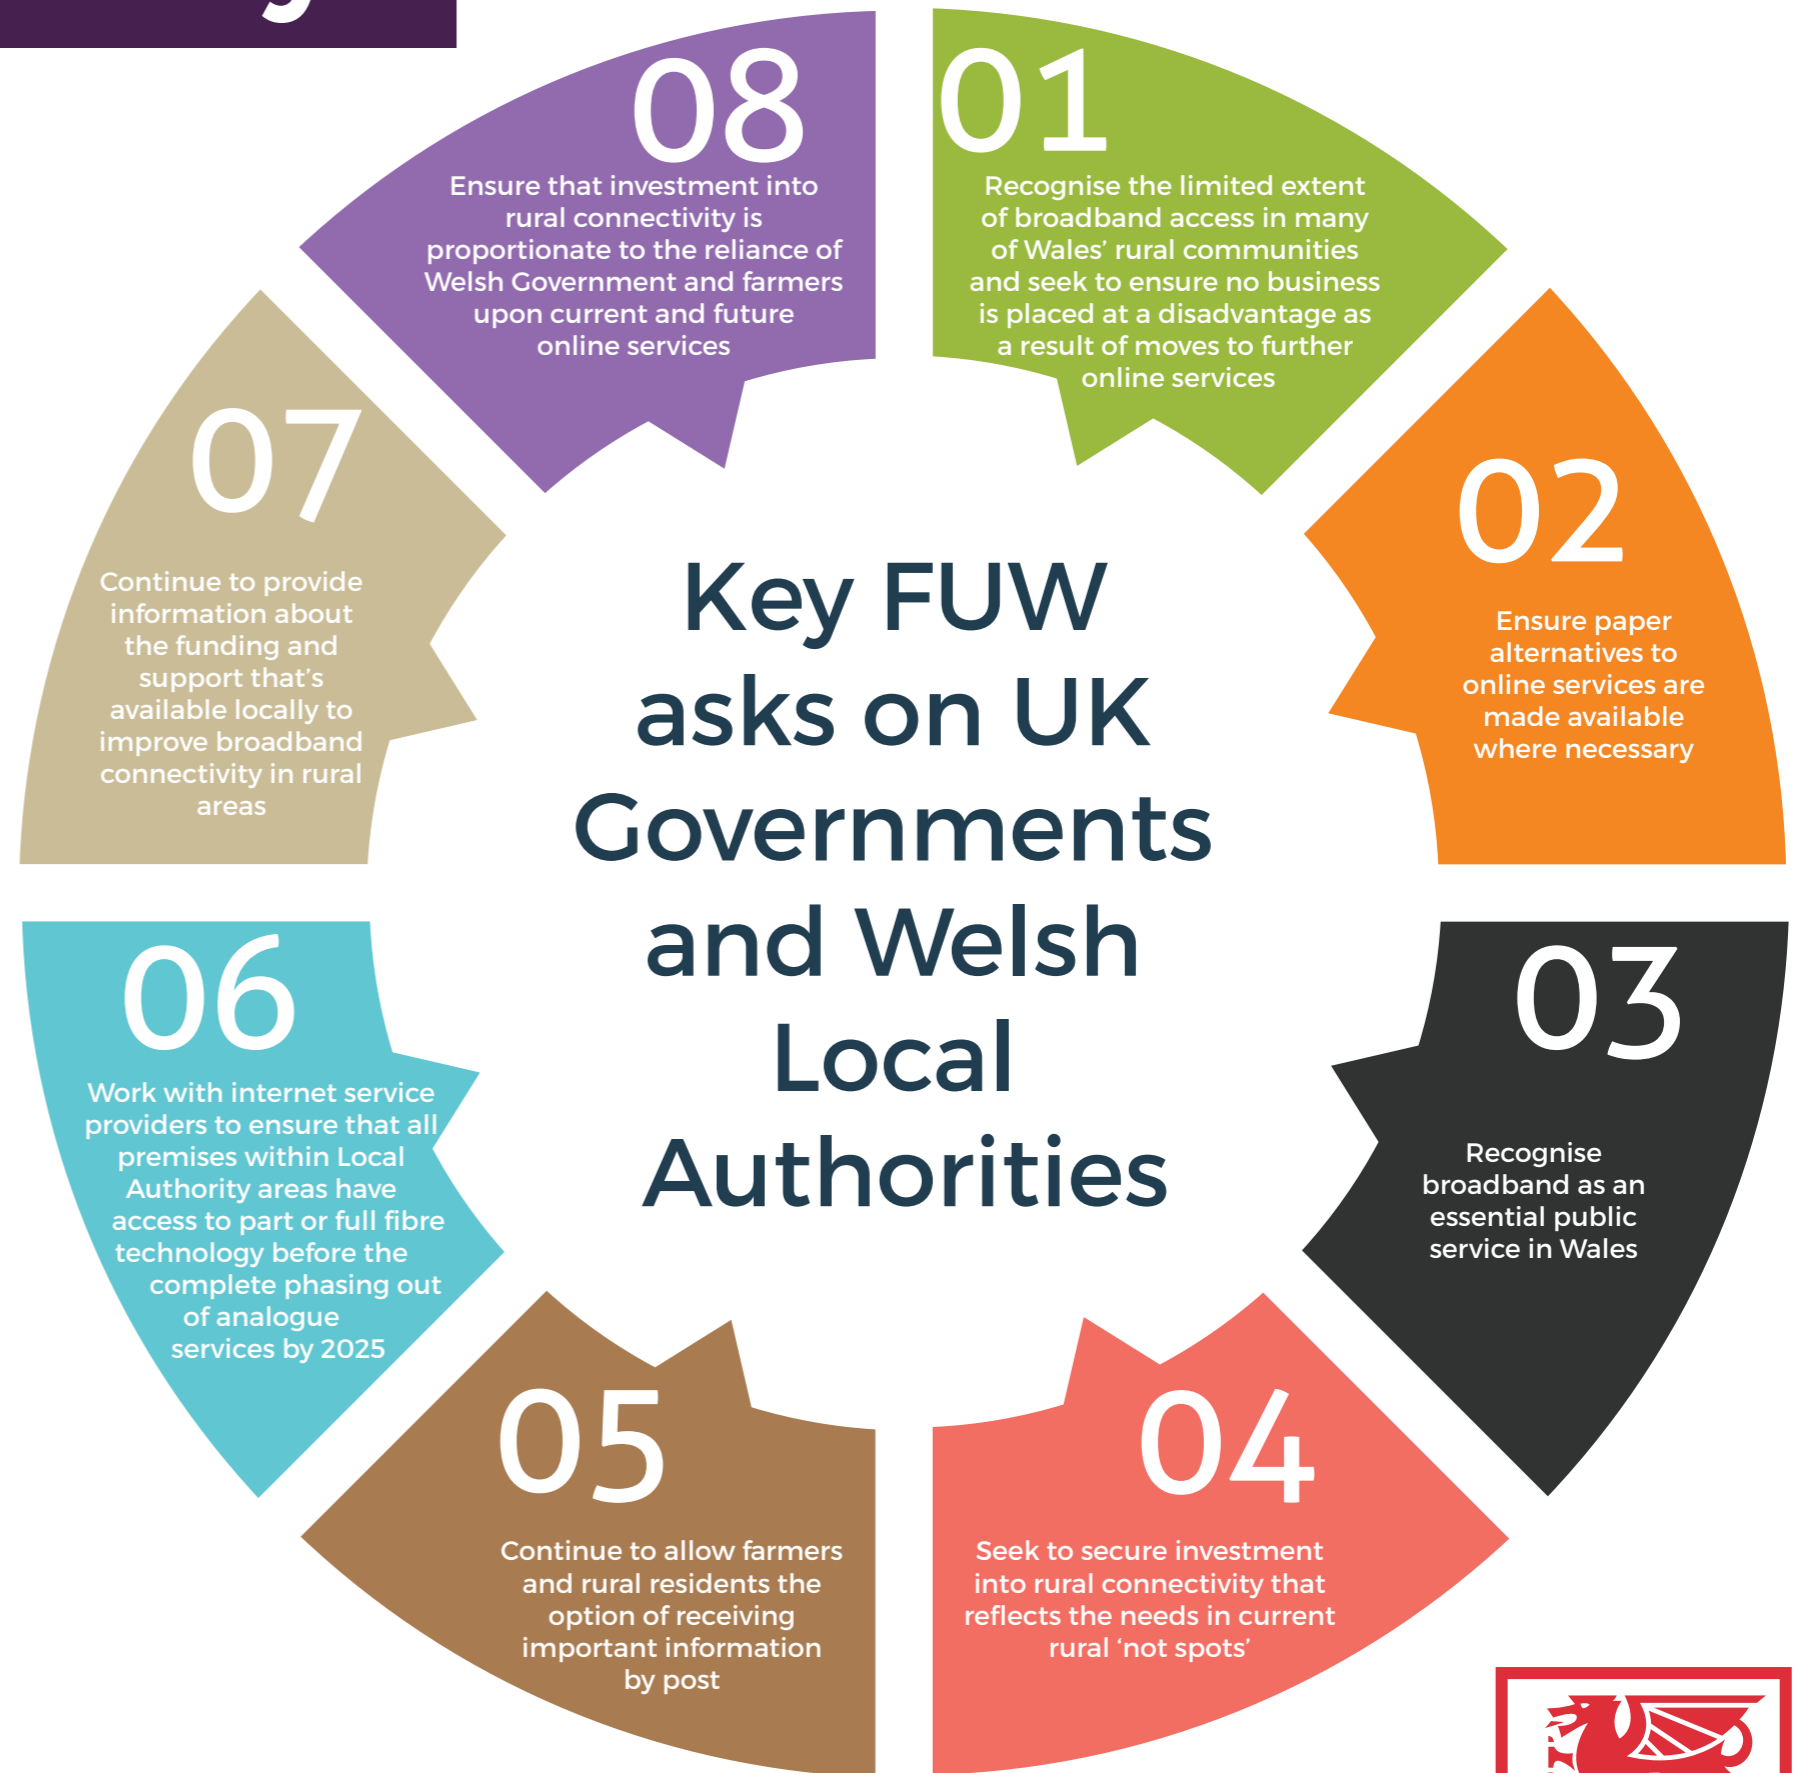 Key FUW
asks on UK
Governments
and Welsh
Local
Authorities
01
Recognise the limited extent
of broadband access in many
of Wales’ rural communities
and seek to ensure no business
is placed at a disadvantage as
a result of moves to further
online services
02
Ensure paper
alternatives to
online services are
made available
where necessary
03
Recognise
broadband as an
essential public
service in Wales
04
Seek to secure investment
into rural connectivity that
reflects the needs in current
rural ‘not spots’
05
Continue to allow farmers
and rural residents the
option of receiving
important information
by post
06
Work with internet service
providers to ensure that all
premises within Local
Authority areas have
access to part or full fibre
technology before the
complete phasing out
of analogue
services by 2025
07
Continue to provide
information about
the funding and
support that’s
available locally to
improve broadband
connectivity in rural
areas
08
Ensure that investment into
rural connectivity is
proportionate to the reliance of
Welsh Government and farmers
upon current and future
online services